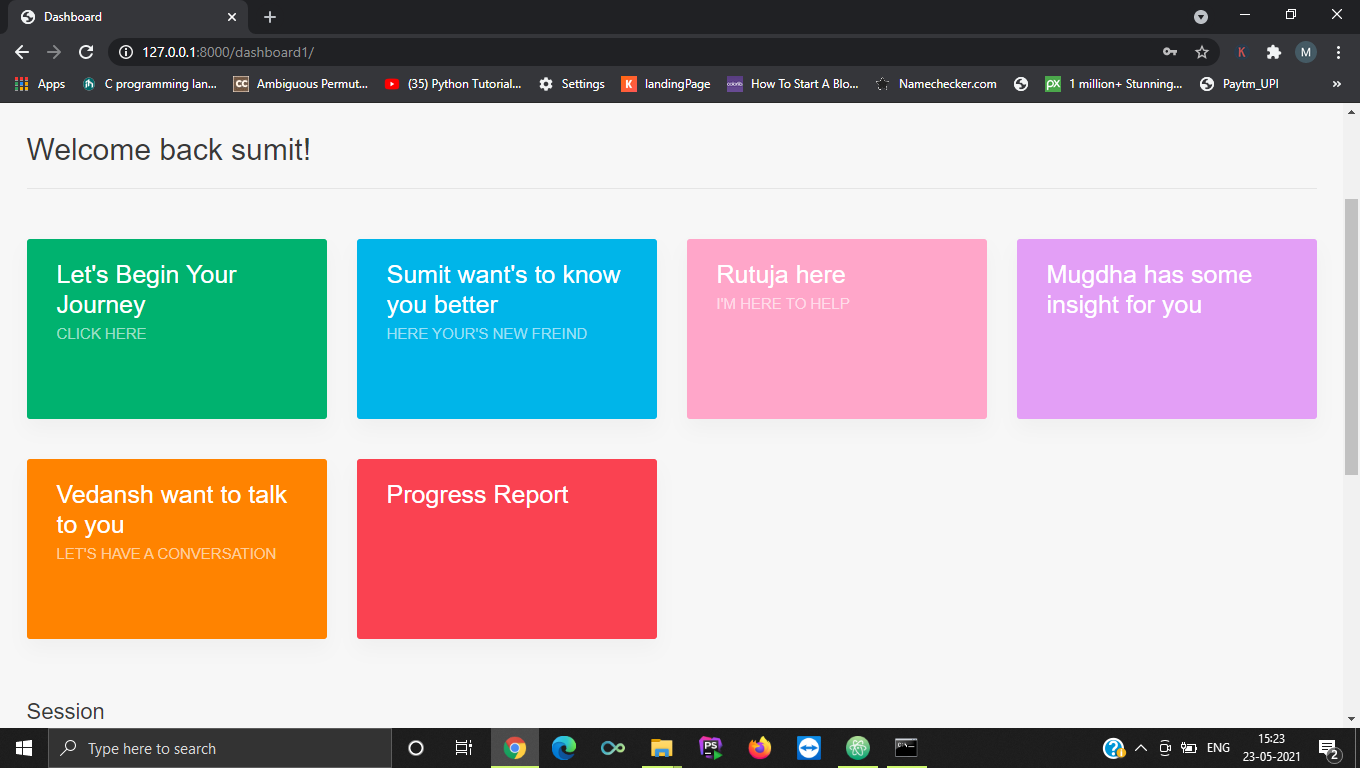 Dashboard
127.0.0.1:8000/dashboard1/
K
M
Apps
C programming lan...
CC
Ambiguous Permut...
(35) Python Tutorial...
Settings
K
landingPage
How To Start A Blo...
Namechecker.com
px
1 million+ Stunning...
Paytm_UPI
»
Welcome back sumit!
Let's Begin Your
Journey
CLICK HERE
Sumit want's to know
you better
HERE YOUR'S NEW FREIND
Rutuja here
I'M HERE TO HELP
Mugdha has some
insight for you
Vedansh want to talk
to you
LET'S HAVE A CONVERSATION
Progress Report
Session
Type here to search
PS
ENG
15:23
23-05-2021
2